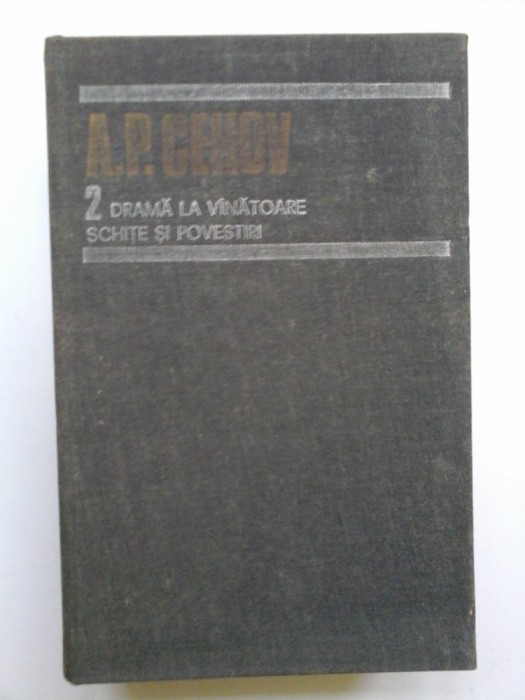 A.P. CEHOV
2 DRAMĂ LA VÎNĂTOARE
SCHIȚE ȘI POVESTIRI